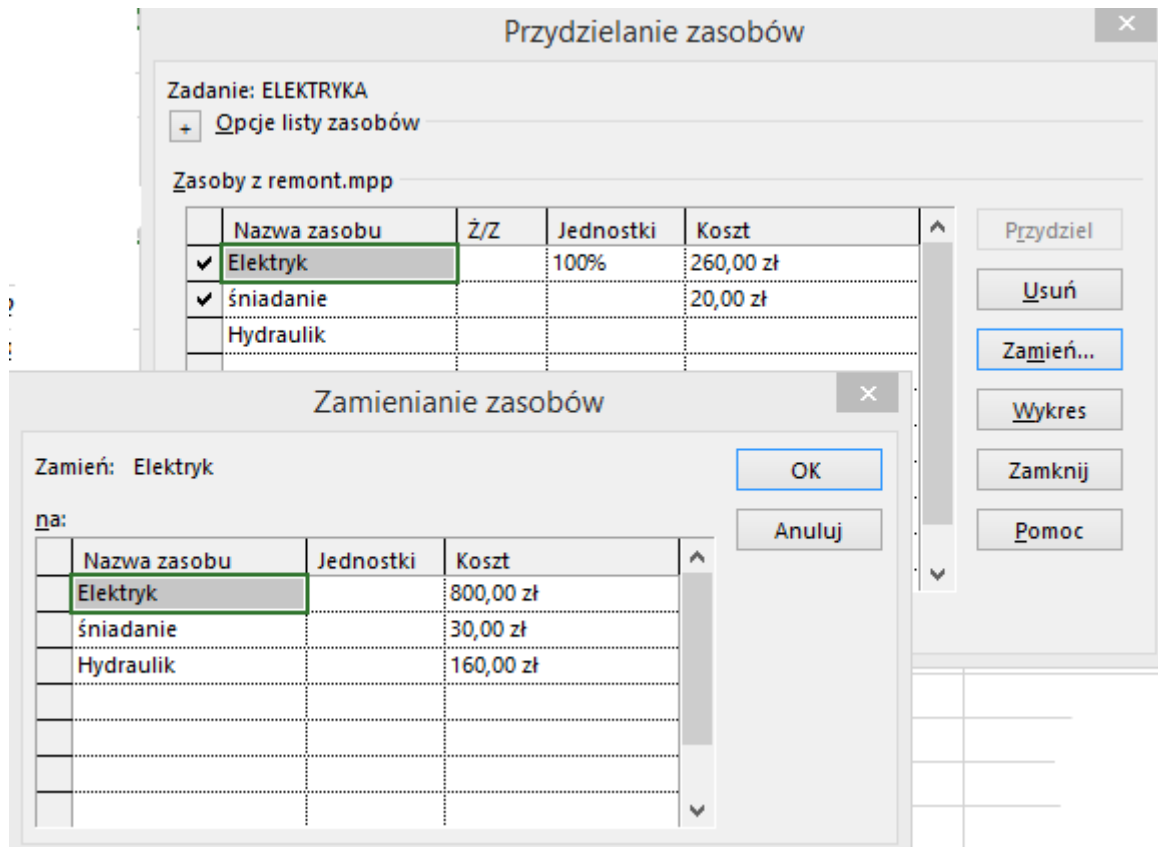 Przydzielanie zasobów
Zadanie: ELEKTRYKA
+ Opcje listy zasobów
Zasoby z remont.mpp
Nazwa zasobu Ż/Z Jednostki Koszt
Elektryk 100% 260,00 zł
śniadanie 20,00 zł
Hydraulik
Przydziel
Usuń
Zamień...
Wykres
Zamknij
Pomoc
Zamienianie zasobów
Zamień: Elektryk
na:
Nazwa zasobu Jednostki Koszt
Elektryk 800,00 zł
śniadanie 30,00 zł
Hydraulik 160,00 zł
OK
Anuluj